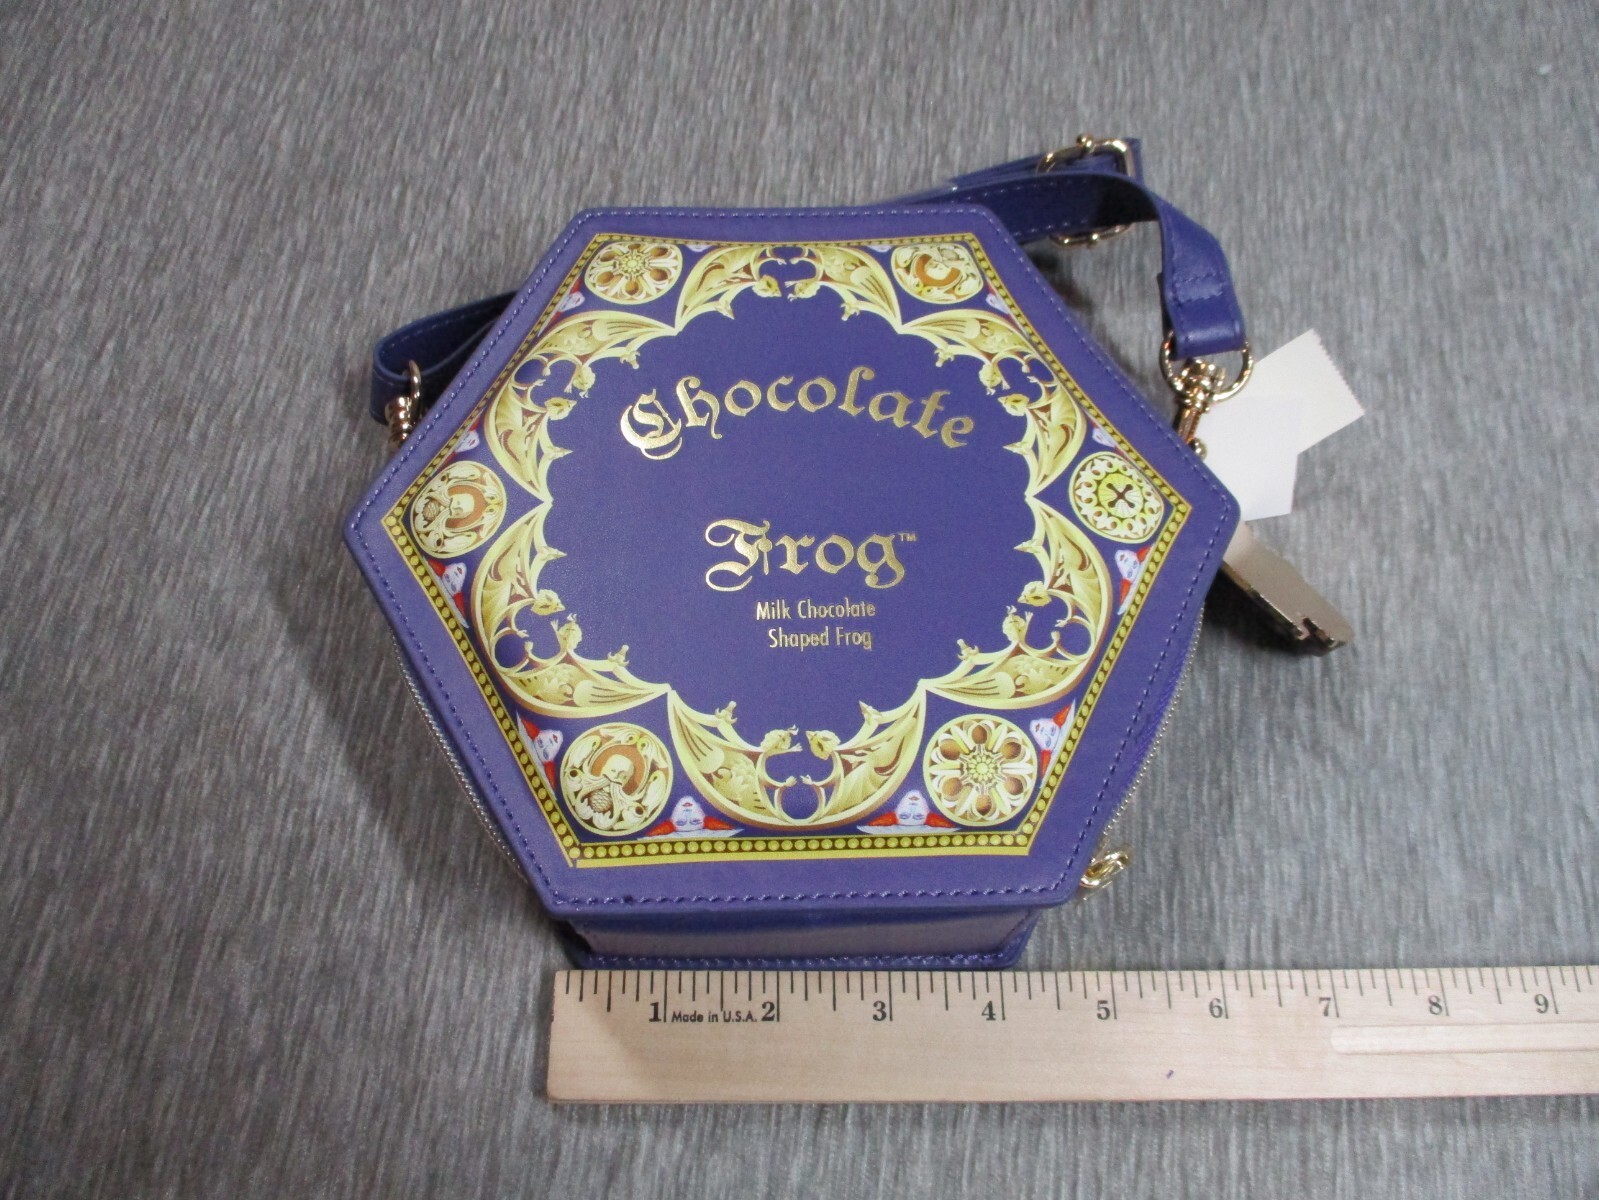 Chocolate
Frog™
Milk Chocolate
Shaped Frog
1 Made in U.S.A. 2 3 4 5 6 7 8 9